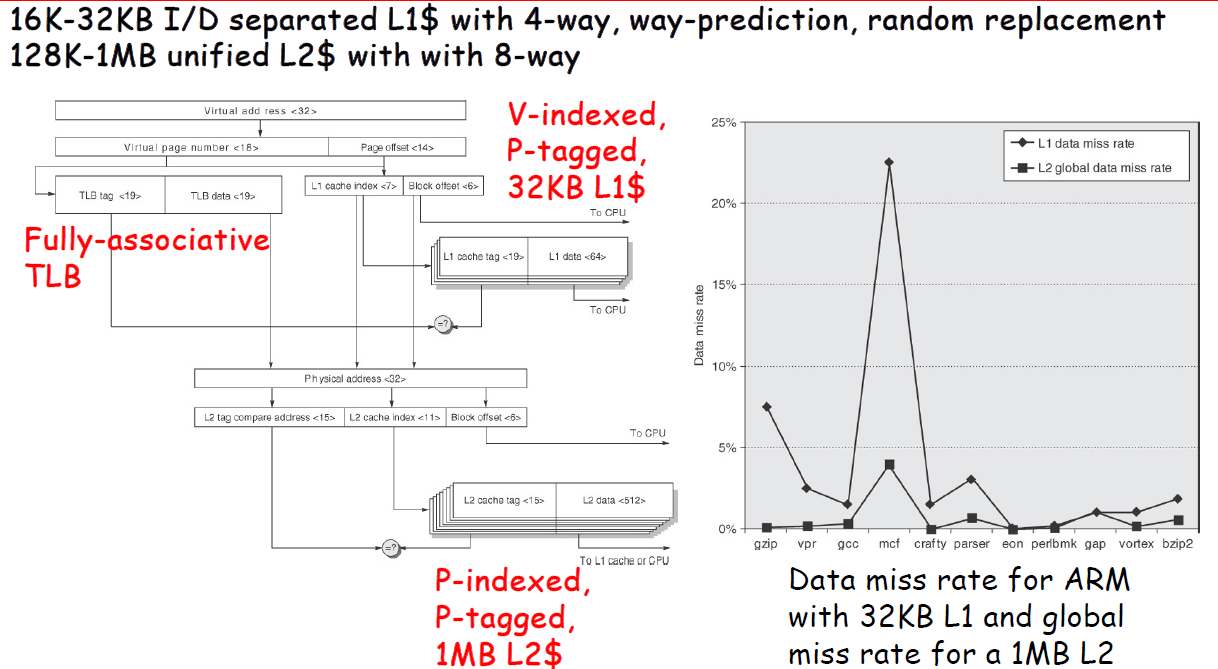 16K-32KB I/D separated L1$ with 4-way, way-prediction, random replacement
128K-1MB unified L2$ with with 8-way
Virtual add ress <32>
Virtual page number <18>
Page offset <14>
TLB tag <19>
TLB data <19>
L1 cache index <7>
Block offset <6>
To CPU
V-indexed,
P-tagged,
32KB L1$
Fully-associative
TLB
L1 cache tag <19>
L1 data <64>
To CPU
=?
Physical address <32>
L2 tag compare address <15>
L2 cache index <11>
Block offset <6>
To CPU
L2 cache tag <15>
L2 data <512>
=?
To L1 cache or CPU
P-indexed,
P-tagged,
1MB L2$
L1 data miss rate
L2 global data miss rate
Data miss rate
25%
20%
15%
10%
5%
0%
gzip vpr gcc mcf crafty parser eon perlbmk gap vortex bzip2
Data miss rate for ARM
with 32KB L1 and global
miss rate for a 1MB L2